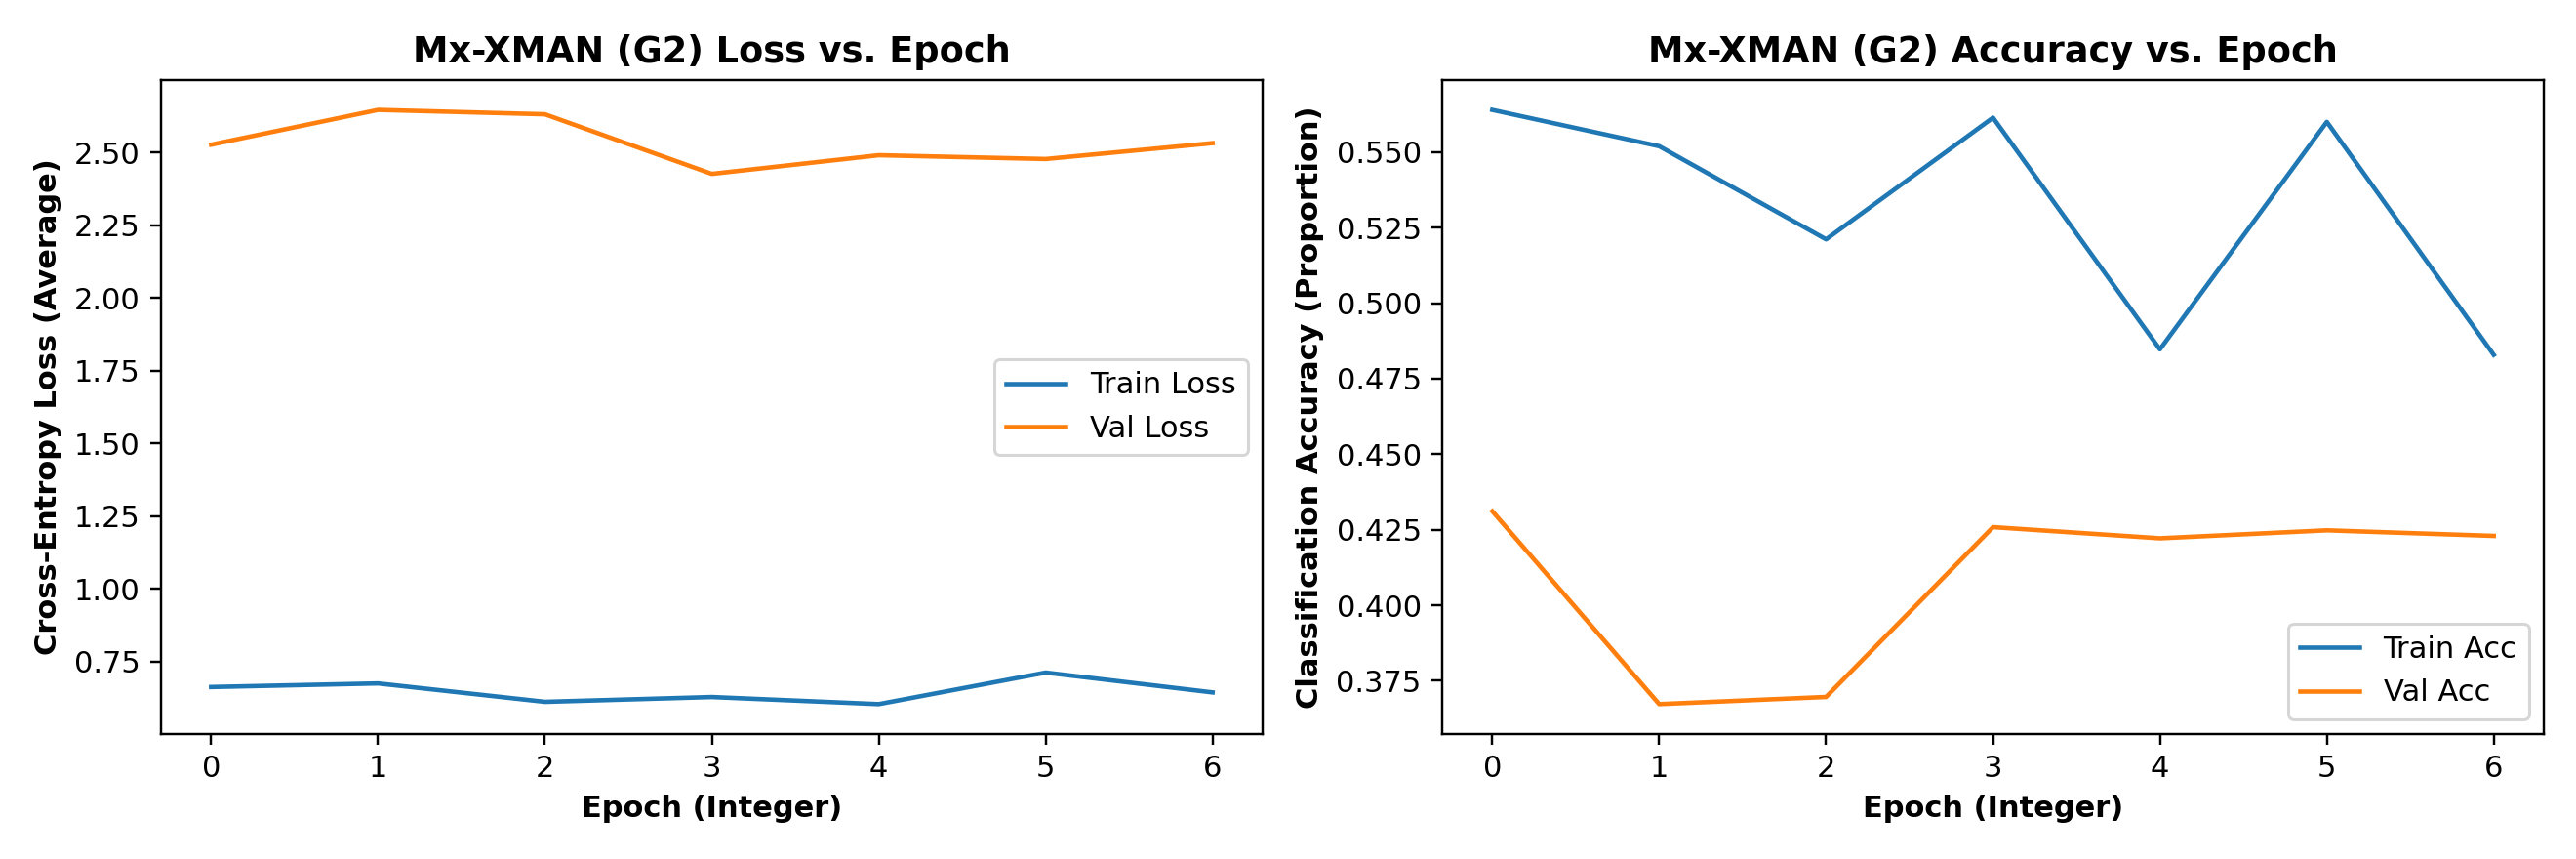 Mx-XMAN (G2) Loss vs. Epoch
Cross-Entropy Loss (Average)
2.50
2.25
2.00
1.75
1.50
1.25
1.00
0.75
Train Loss
Val Loss
0 1 2 3 4 5 6
Epoch (Integer)
Mx-XMAN (G2) Accuracy vs. Epoch
Classification Accuracy (Proportion)
0.550
0.525
0.500
0.475
0.450
0.425
0.400
0.375
Train Acc
Val Acc
0 1 2 3 4 5 6
Epoch (Integer)